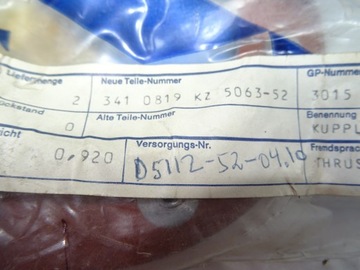 Liefermenge Neue Teile-Nummer GP-Numme
2 341 0819 KZ 5063-52 3015
ckstand Alte Teile-Nummer Benennung
0 KUPPL
icht Versorgungs-Nr. Fremdsprac
0,920 D5112-52-04.10 THRUS